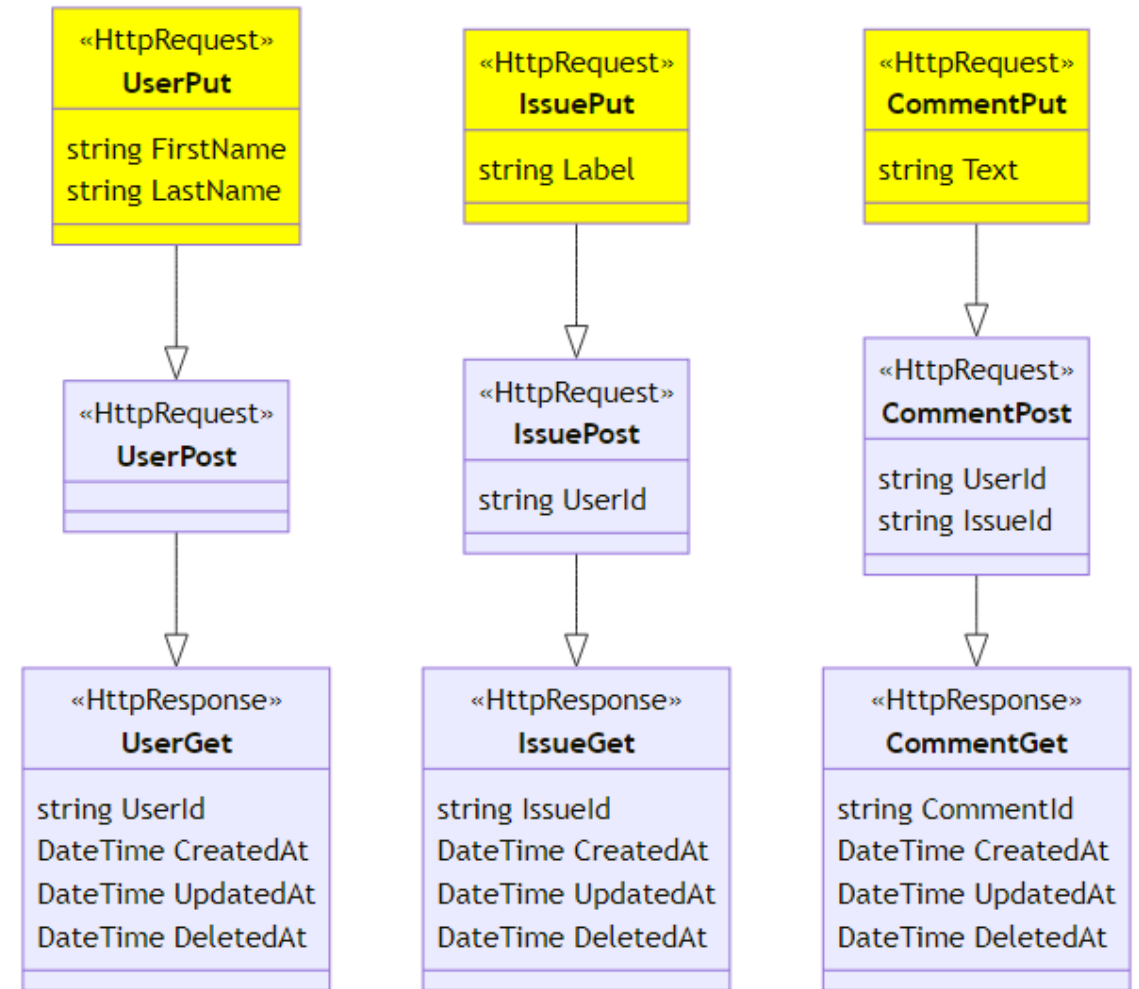 «HttpRequest»
UserPut
string FirstName
string LastName
«HttpRequest»
IssuePut
string Label
«HttpRequest»
CommentPut
string Text
«HttpRequest»
UserPost
«HttpRequest»
IssuePost
string UserId
«HttpRequest»
CommentPost
string UserId
string IssueId
«HttpResponse»
UserGet
string UserId
DateTime CreatedAt
DateTime UpdatedAt
DateTime DeletedAt
«HttpResponse»
IssueGet
string IssueId
DateTime CreatedAt
DateTime UpdatedAt
DateTime DeletedAt
«HttpResponse»
CommentGet
string CommentId
DateTime CreatedAt
DateTime UpdatedAt
DateTime DeletedAt